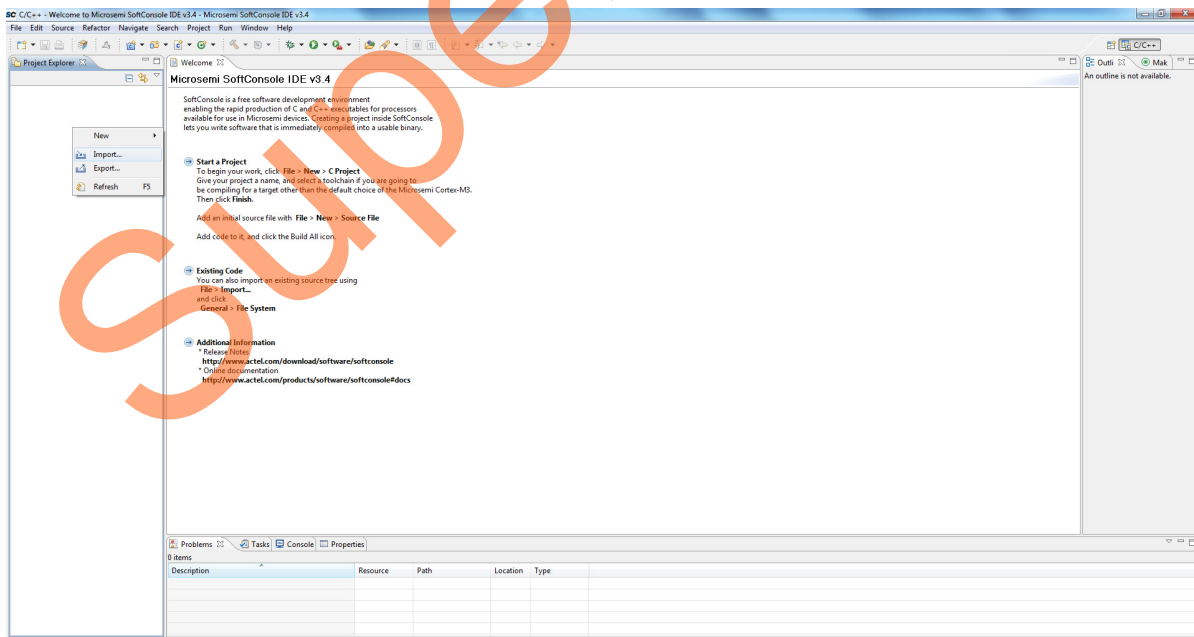 SC C/C++ - Welcome to Microsemi SoftConsole IDE v3.4 - Microsemi SoftConsole IDE v3.4
File Edit Source Refactor Navigate Search Project Run Window Help
C/C++
Project Explorer
Welcome
Outli
Mak
Microsemi SoftConsole IDE v3.4
An outline is not available.
SoftConsole is a free software development environment
enabling the rapid production of C and C++ executables for processors
available for use in Microsemi devices. Creating a project inside SoftConsole
lets you write software that is immediately compiled into a usable binary.
New
Import...
Export...
Refresh F5
Start a Project
To begin your work, click File > New > C Project
Give your project a name, and select a toolchain if you are going to
be compiling for a target other than the default choice of the Microsemi Cortex-M3.
Then click Finish.
Add an initial source file with File > New > Source File
Add code to it, and click the Build All icon.
Existing Code
You can also import an existing source tree using
File > Import...
and click
General > File System
Additional Information
* Release Notes
http://www.actel.com/download/software/softconsole
* Online documentation
http://www.actel.com/products/software/softconsole#docs
Problems Tasks Console Properties
0 items
Description Resource Path Location Type
Supe